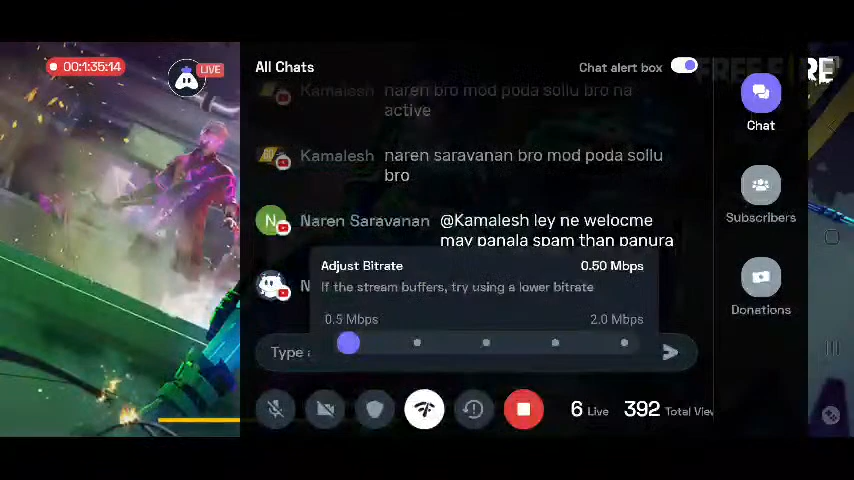 00:1:35:14
LIVE
All Chats
Chat alert box
FREE FIRE
Kamalesh naren bro mod poda sollu bro na
active
Chat
Kamalesh naren saravanan bro mod poda sollu
bro
Subscribers
Naren Saravanan @Kamalesh ley ne welocme
may panala spam than panura
Adjust Bitrate 0.50 Mbps
N
If the stream buffers, try using a lower bitrate
Donations
0.5 Mbps 2.0 Mbps
Type
6 Live 392 Total View